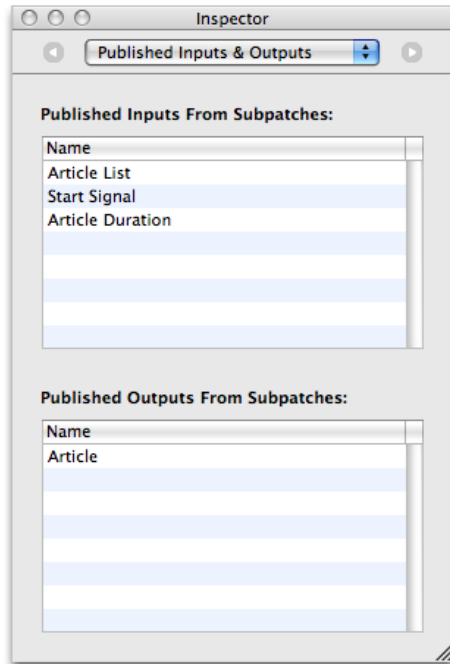 Inspector
Published Inputs & Outputs
Published Inputs From Subpatches:
Name
Article List
Start Signal
Article Duration
Published Outputs From Subpatches:
Name
Article